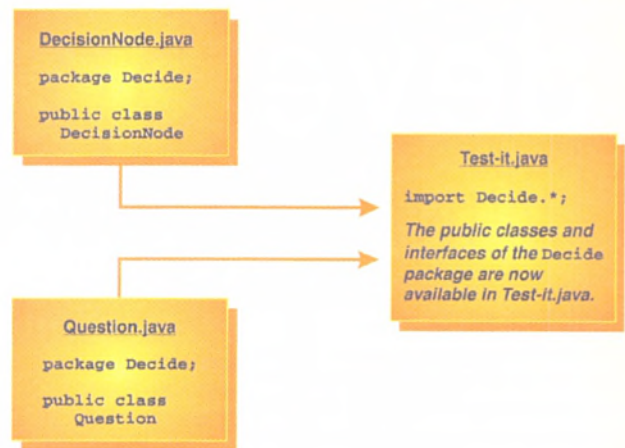 DecisionNode.java
package Decide;
public class
DecisionNode
Test-it.java
import Decide.*;
The public classes and
interfaces of the Decide
package are now
available in Test-it.java.
Question.java
package Decide;
public class
Question